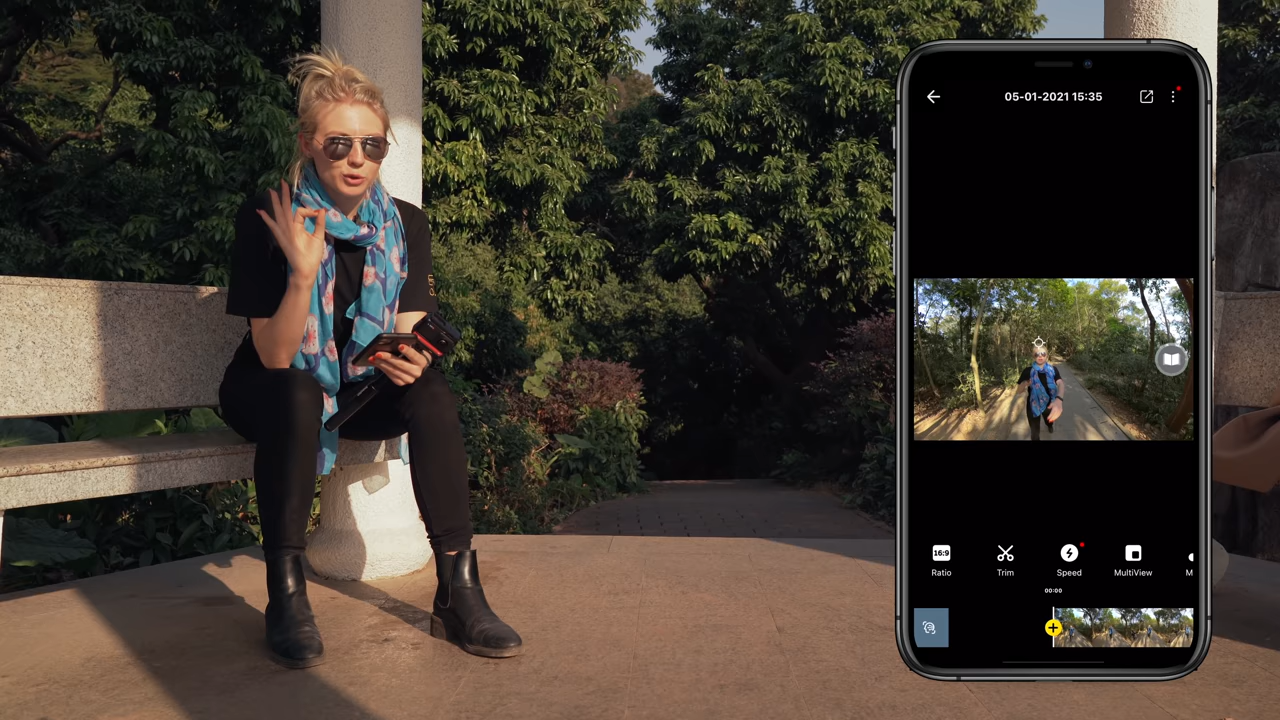 05-01-2021 15:35
16:9
Ratio
Trim
Speed
MultiView
M
00:00